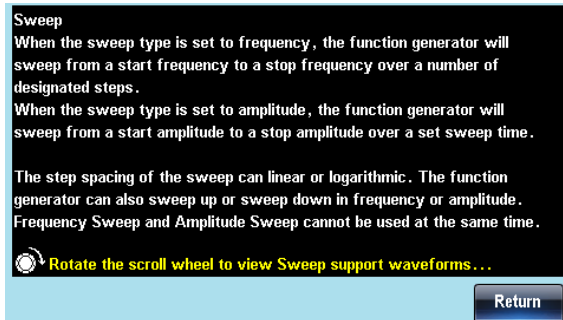 Sweep
When the sweep type is set to frequency, the function generator will
sweep from a start frequency to a stop frequency over a number of
designated steps.
When the sweep type is set to amplitude, the function generator will
sweep from a start amplitude to a stop amplitude over a set sweep time.
The step spacing of the sweep can linear or logarithmic. The function
generator can also sweep up or sweep down in frequency or amplitude.
Frequency Sweep and Amplitude Sweep cannot be used at the same time.
Rotate the scroll wheel to view Sweep support waveforms...
Return